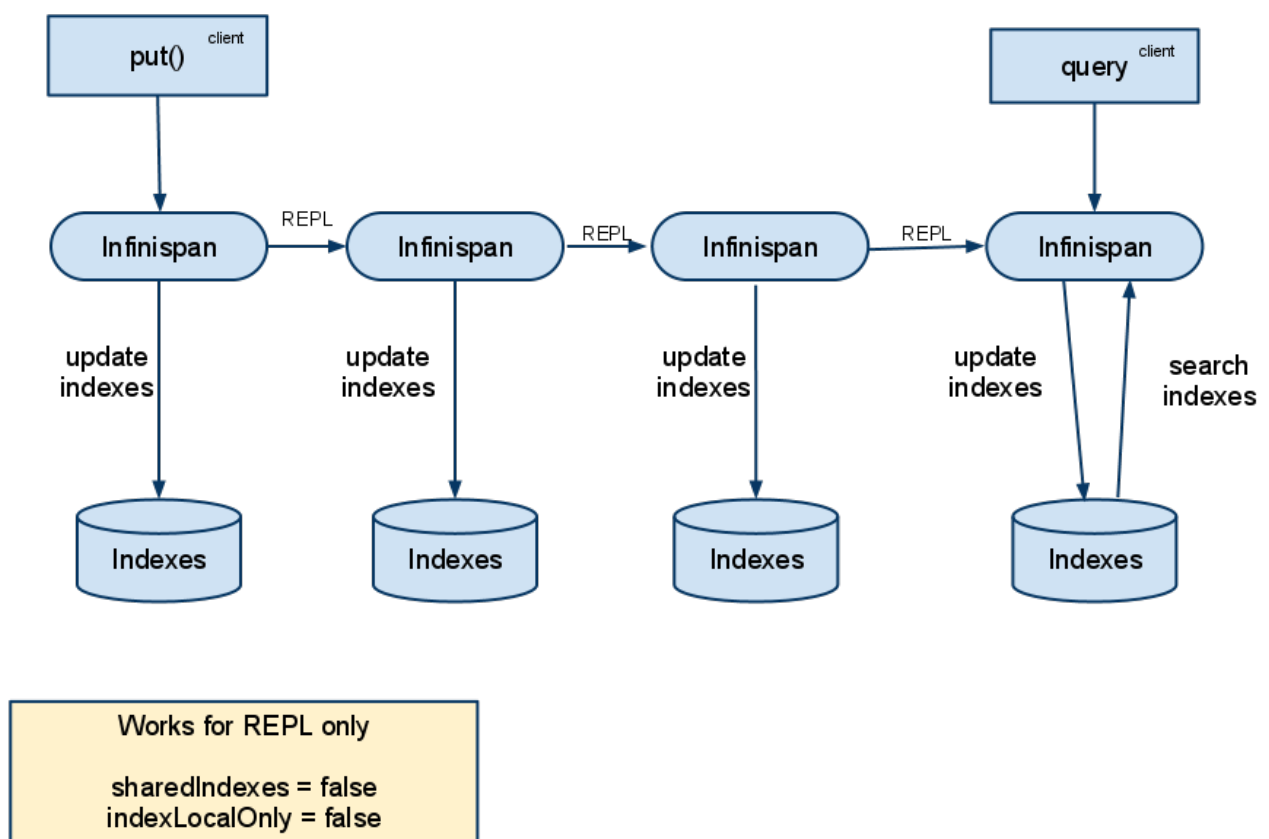 put()
client
query
client
Infinispan
REPL
Infinispan
REPL
Infinispan
REPL
Infinispan
update
indexes
update
indexes
update
indexes
update
indexes
search
indexes
Indexes
Indexes
Indexes
Indexes
Works for REPL only
sharedIndexes = false
indexLocalOnly = false